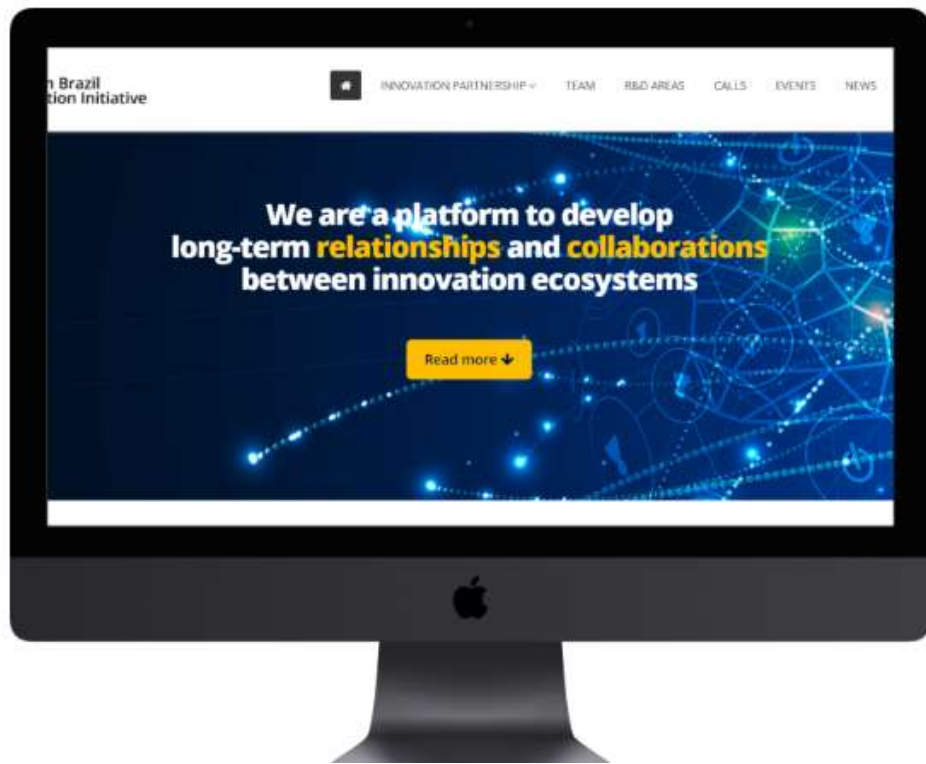 n Brazil
tion Initiative
INNOVATION PARTNERSHIP
TEAM
R&D AREAS
CALLS
EVENTS
NEWS
We are a platform to develop
long-term relationships and collaborations
between innovation ecosystems
Read more